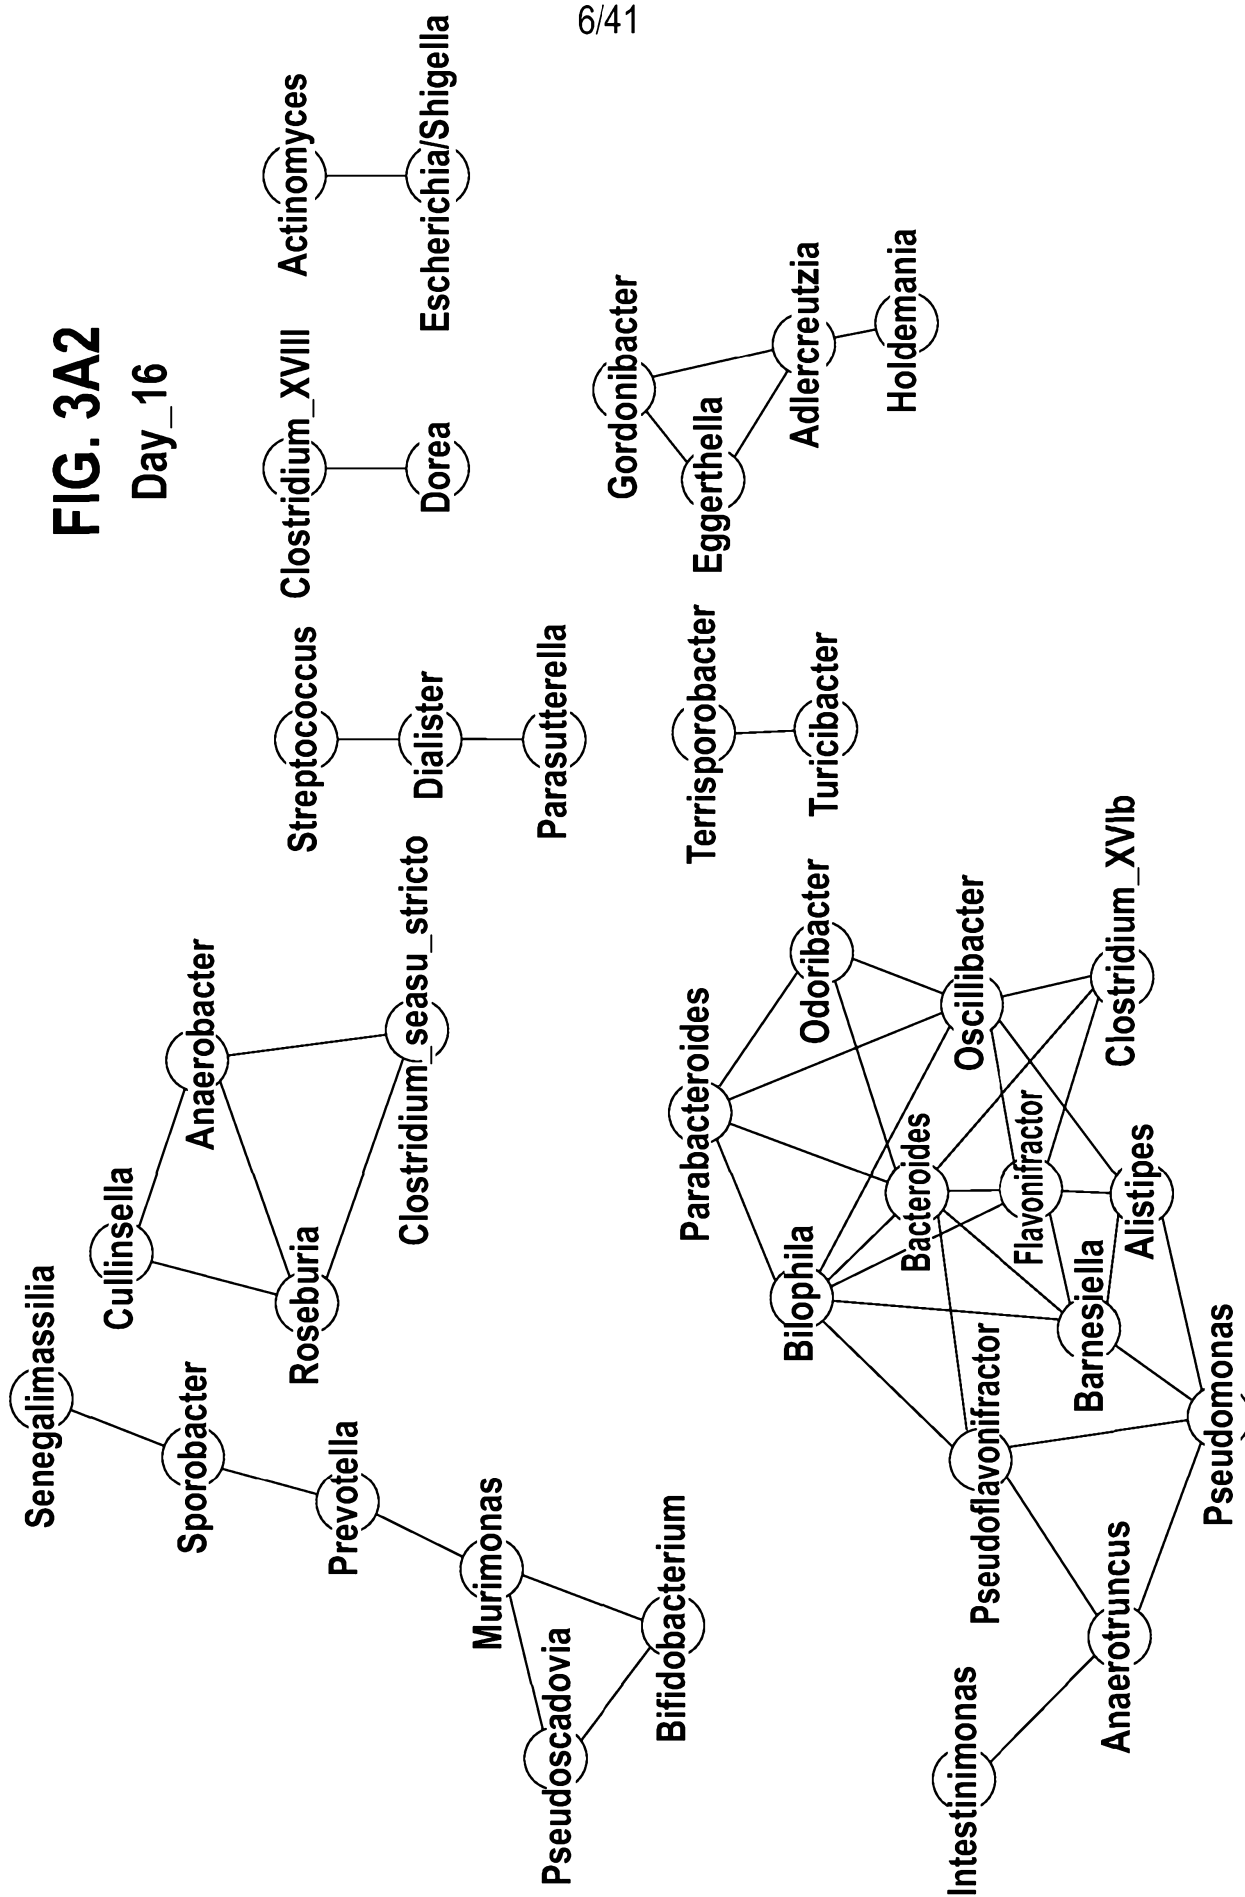 6/41
FIG. 3A2
Day_16
Senegalimassilia
Sporobacter
Prevotella
Murimonas
Pseudoscadovia
Bifidobacterium
Cullinsella
Anaerobacter
Roseburia
Clostridium_seasu_stricto
Streptococcus
Dialister
Parasutterella
Clostridium_XVIII
Dorea
Actinomyces
Escherichia/Shigella
Intestinimonas
Anaerotruncus
Pseudoflavonifractor
Pseudomonas
Bilophila
Parabacteroides
Odoribacter
Bacteroides
Oscillibacter
Flavonifractor
Barnesiella
Alistipes
Clostridium_XVIb
Terrisporobacter
Turicibacter
Gordonibacter
Eggerthella
Adlercreutzia
Holdemania